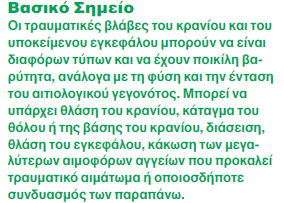 Βασικό Σημείο
Οι τραυματικές βλάβες του κρανίου και του
υποκείμενου εγκεφάλου μπορούν να είναι
διαφόρων τύπων και να έχουν ποικίλη βα-
ρύτητα, ανάλογα με τη φύση και την ένταση
του αιτιολογικού γεγονότος. Μπορεί να
υπάρχει θλάση του κρανίου, κάταγμα του
θόλου ή της βάσης του κρανίου, διάσειση,
θλάση του εγκεφάλου, κάκωση των μεγα-
λύτερων αιμοφόρων αγγείων που προκαλεί
τραυματικό αιμάτωμα ή οποιοσδήποτε
συνδυασμός των παραπάνω.